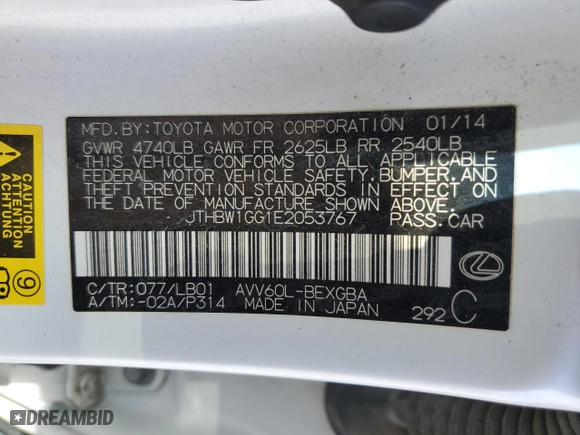 MFD. BY: TOYOTA MOTOR CORPORATION 01/14
GVWR 4740LB GAWR FR 2625LB RR 2540LB
THIS VEHICLE CONFORMS TO ALL APPLICABLE
FEDERAL MOTOR VEHICLE SAFETY, BUMPER, AND
THEFT PREVENTION STANDARDS IN EFFECT ON
THE DATE OF MANUFACTURE SHOWN ABOVE.
JTHBW1GG1E2053767 PASS. CAR
C/TR: 077/LB01 AVV60L-BEXGBA
A/TM: -02A/P314 MADE IN JAPAN
292 C
ACHTUNG
9
DREAMBID